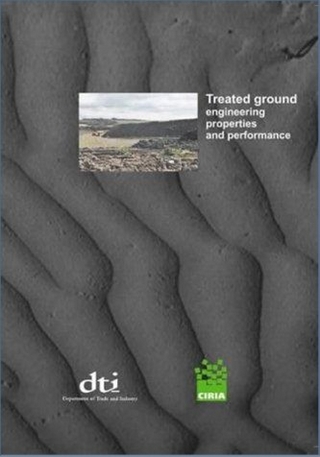 Treated ground
engineering
properties
and performance
dti
Department of Trade and Industry
CIRIA